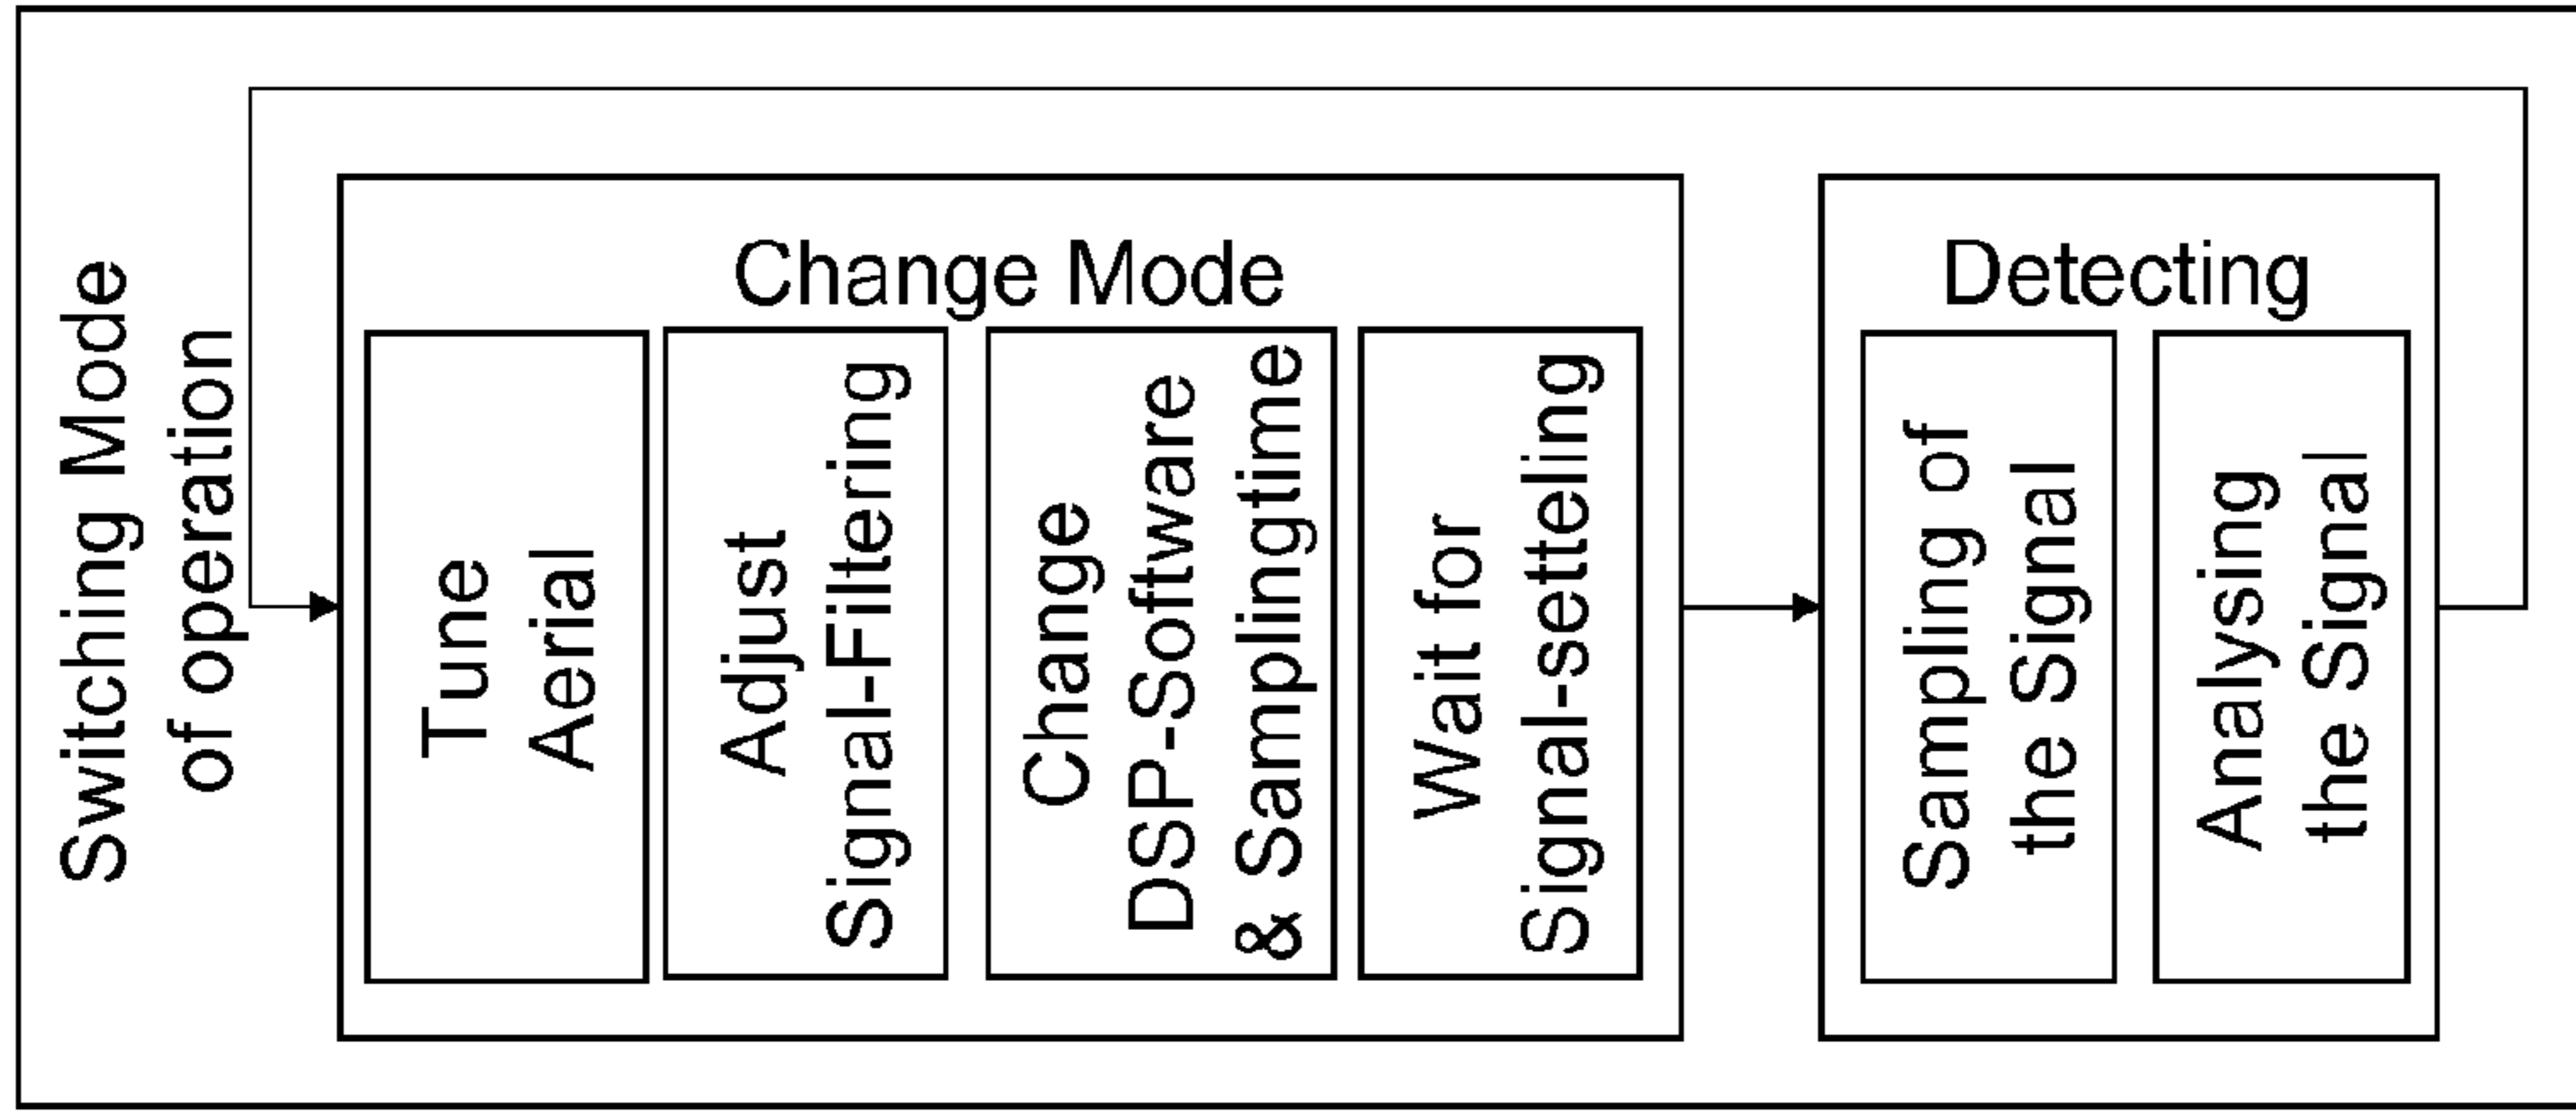 Switching Mode
of operation
Change Mode
Tune
Aerial
Adjust
Signal-Filtering
Change
DSP-Software
& Samplingtime
Wait for
Signal-setteling
Detecting
Sampling of
the Signal
Analysing
the Signal